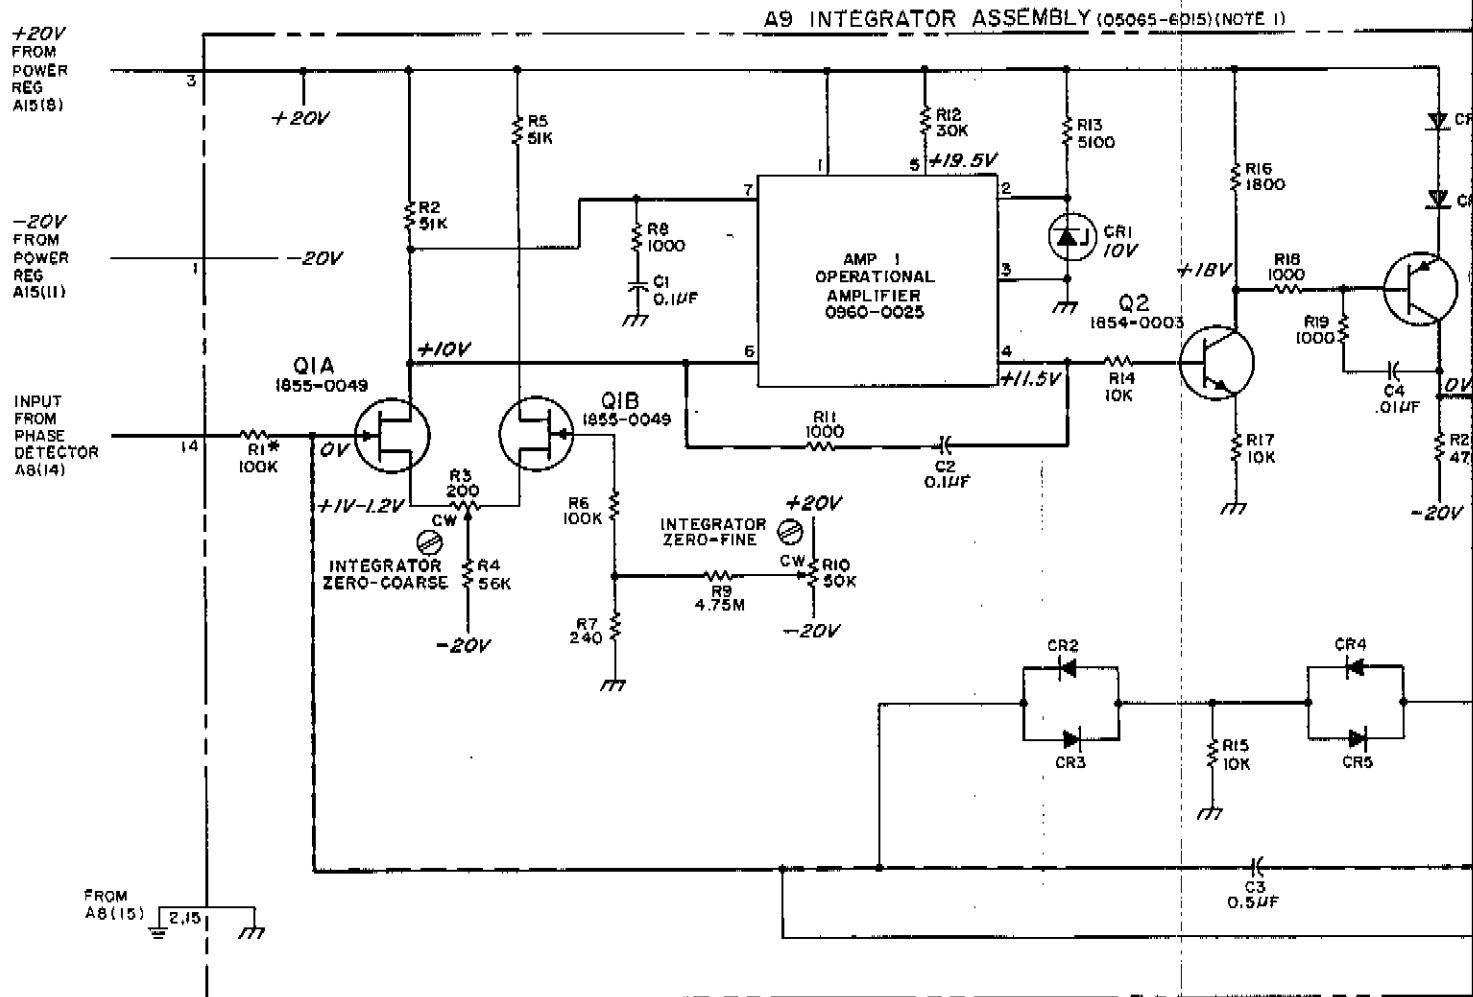 A9 INTEGRATOR ASSEMBLY (05065-6015)(NOTE 1)
+20V
FROM
POWER
REG
A15(8)
3
+20V
-20V
FROM
POWER
REG
A15(11)
1
-20V
R2
51K
R5
51K
R8
1000
C1
0.1µF
7
1
5
+19.5V
R12
30K
R13
5100
2
3
CR1
10V
AMP 1
OPERATIONAL
AMPLIFIER
0960-0025
6
4
+11.5V
+10V
Q1A
1855-0049
Q1B
1855-0049
INPUT
FROM
PHASE
DETECTOR
A8(14)
14
R1*
100K
0V
+1V-1.2V
R3
200
CW
INTEGRATOR
ZERO-COARSE
R4
56K
-20V
R6
100K
R7
240
INTEGRATOR
ZERO-FINE
R9
4.75M
+20V
CW
R10
50K
-20V
R11
1000
C2
0.1µF
R14
10K
Q2
1854-0003
R16
1800
+18V
R17
10K
R18
1000
R19
1000
C4
.01µF
0V
-20V
CR2
CR3
R15
10K
CR4
CR5
C3
0.5µF
FROM
A8(15)
2,15